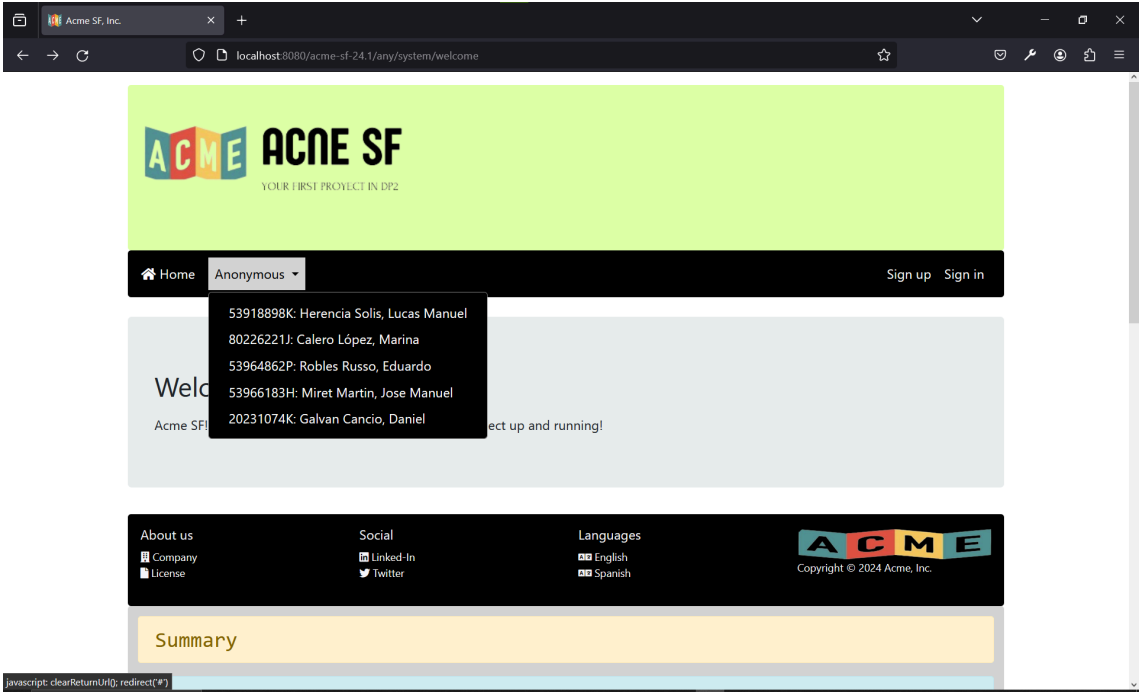 Acme SF, Inc.
localhost:8080/acme-sf-24.1/any/system/welcome
ACME
ACNE SF
YOUR FIRST PROYECT IN DP2
Home Anonymous Sign up Sign in
53918898K: Herencia Solis, Lucas Manuel
80226221J: Calero López, Marina
53964862P: Robles Russo, Eduardo
53966183H: Miret Martin, Jose Manuel
20231074K: Galvan Cancio, Daniel
Welc
Acme SF! ect up and running!
About us Social Languages
Company Linked-In English
License Twitter Spanish
ACME
Copyright © 2024 Acme, Inc.
Summary
javascript: clearReturnUrl(); redirect('#')